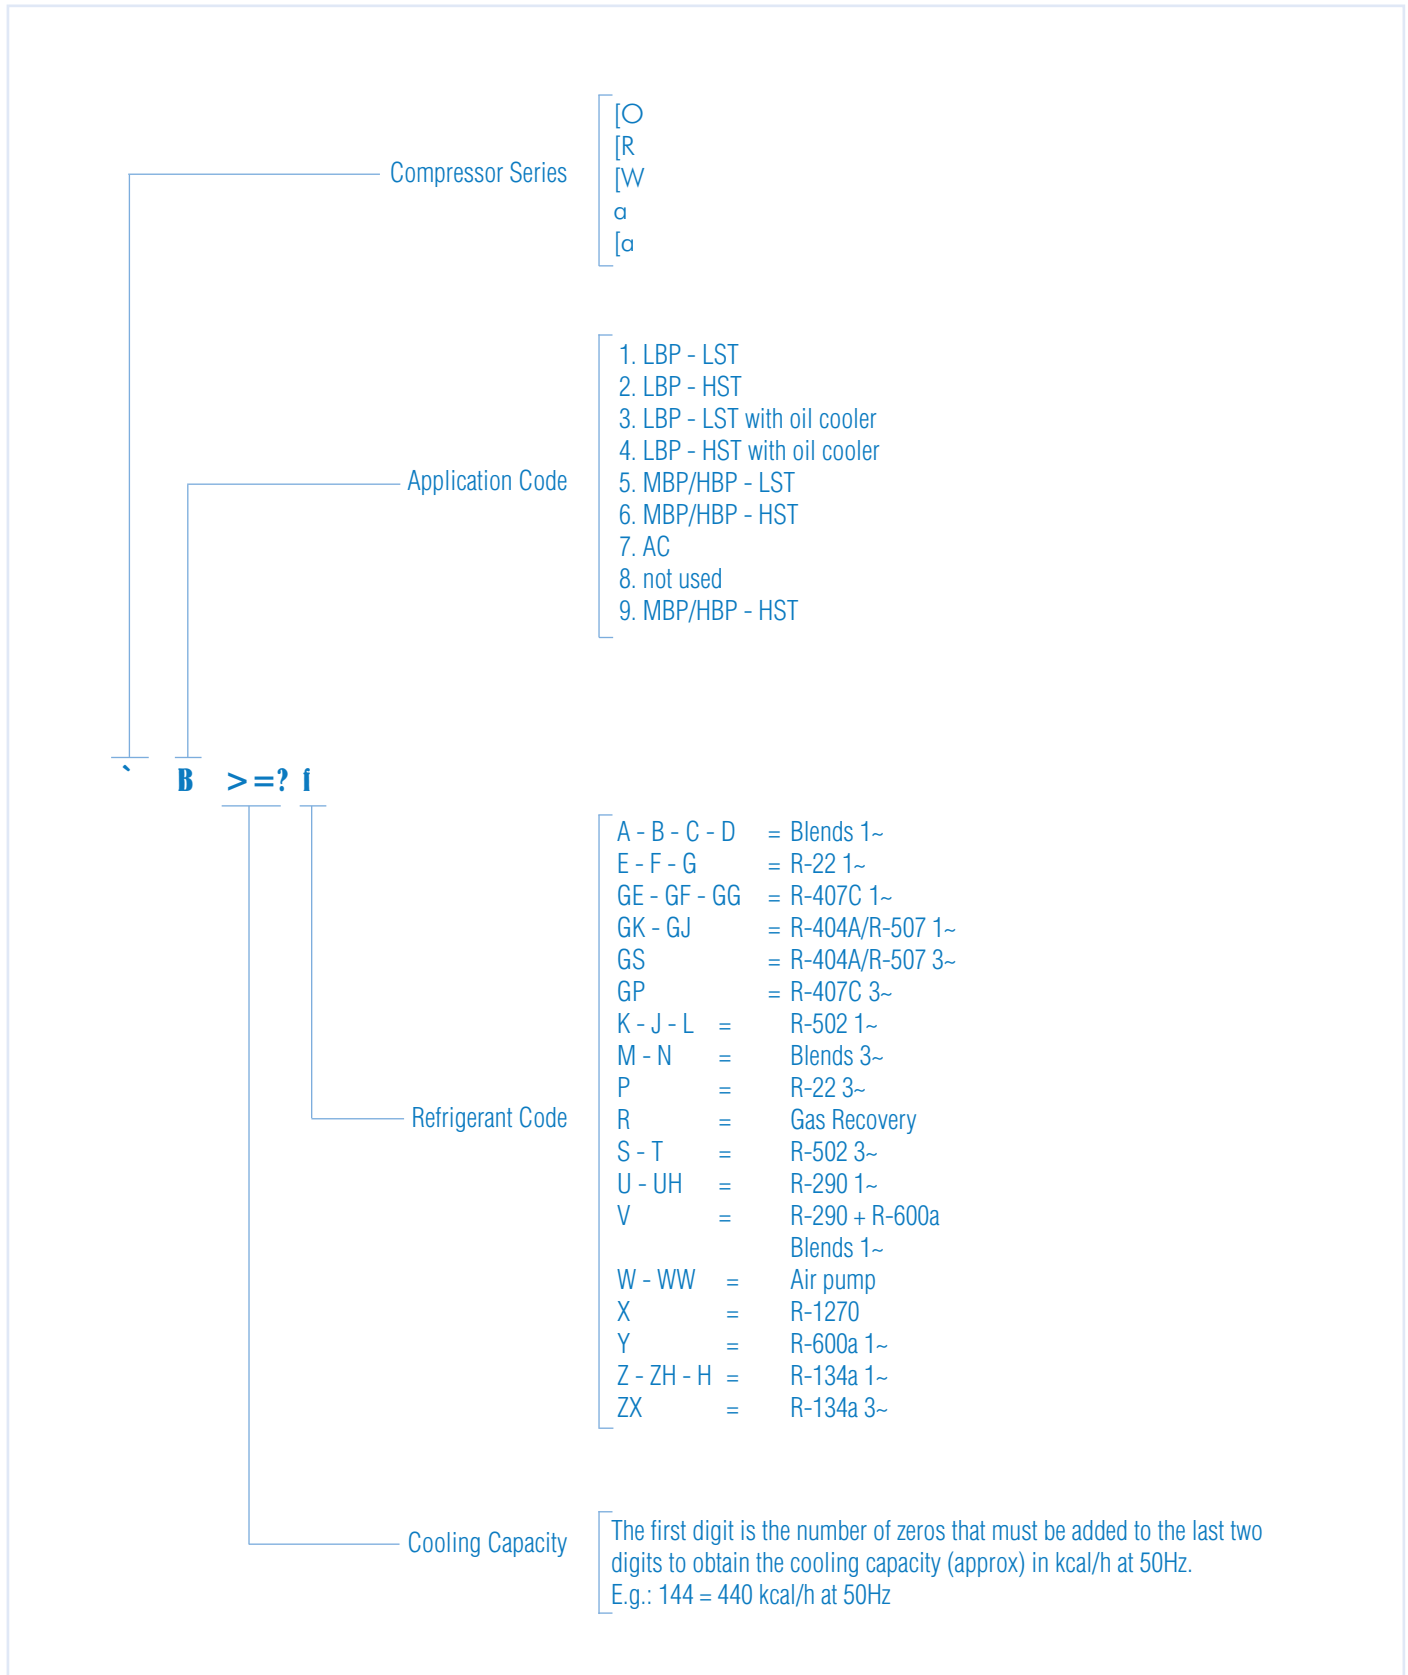 [O
[R
[W
a
[a
Compressor Series
1. LBP - LST
2. LBP - HST
3. LBP - LST with oil cooler
4. LBP - HST with oil cooler
5. MBP/HBP - LST
6. MBP/HBP - HST
7. AC
8. not used
9. MBP/HBP - HST
Application Code
` B >=? f
A - B - C - D = Blends 1~
E - F - G = R-22 1~
GE - GF - GG = R-407C 1~
GK - GJ = R-404A/R-507 1~
GS = R-404A/R-507 3~
GP = R-407C 3~
K - J - L = R-502 1~
M - N = Blends 3~
P = R-22 3~
R = Gas Recovery
S - T = R-502 3~
U - UH = R-290 1~
V = R-290 + R-600a
Blends 1~
W - WW = Air pump
X = R-1270
Y = R-600a 1~
Z - ZH - H = R-134a 1~
ZX = R-134a 3~
Refrigerant Code
Cooling Capacity
The first digit is the number of zeros that must be added to the last two
digits to obtain the cooling capacity (approx) in kcal/h at 50Hz.
E.g.: 144 = 440 kcal/h at 50Hz